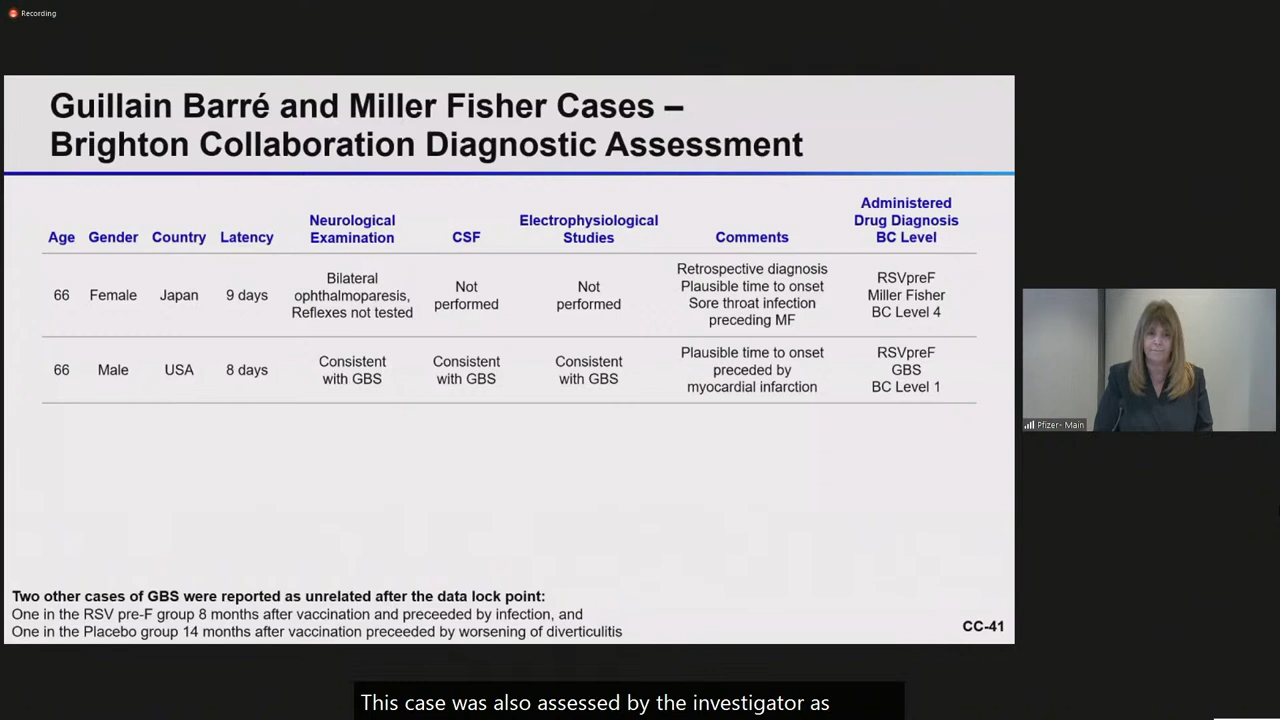 Recording
Guillain Barré and Miller Fisher Cases –
Brighton Collaboration Diagnostic Assessment
Age
Gender
Country
Latency
Neurological
Examination
CSF
Electrophysiological
Studies
Comments
Administered
Drug Diagnosis
BC Level
66
Female
Japan
9 days
Bilateral
ophthalmoparesis,
Reflexes not tested
Not
performed
Not
performed
Retrospective diagnosis
Plausible time to onset
Sore throat infection
preceding MF
RSVpreF
Miller Fisher
BC Level 4
66
Male
USA
8 days
Consistent
with GBS
Consistent
with GBS
Consistent
with GBS
Plausible time to onset
preceded by
myocardial infarction
RSVpreF
GBS
BC Level 1
Two other cases of GBS were reported as unrelated after the data lock point:
One in the RSV pre-F group 8 months after vaccination and preceeded by infection, and
One in the Placebo group 14 months after vaccination preceeded by worsening of diverticulitis
CC-41
Pfizer- Main
This case was also assessed by the investigator as